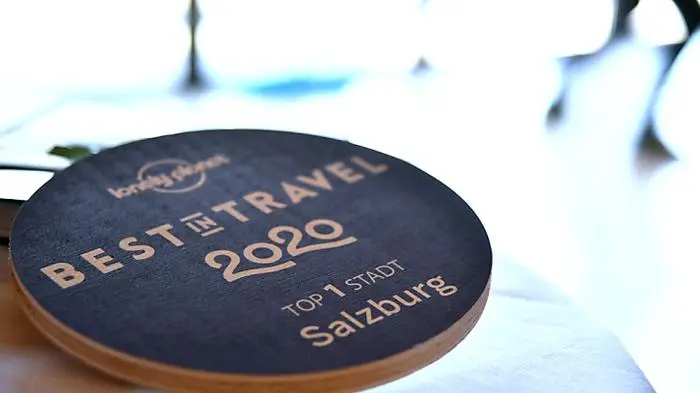 lonely planet
BEST IN TRAVEL
2020
TOP 1 STADT
Salzburg